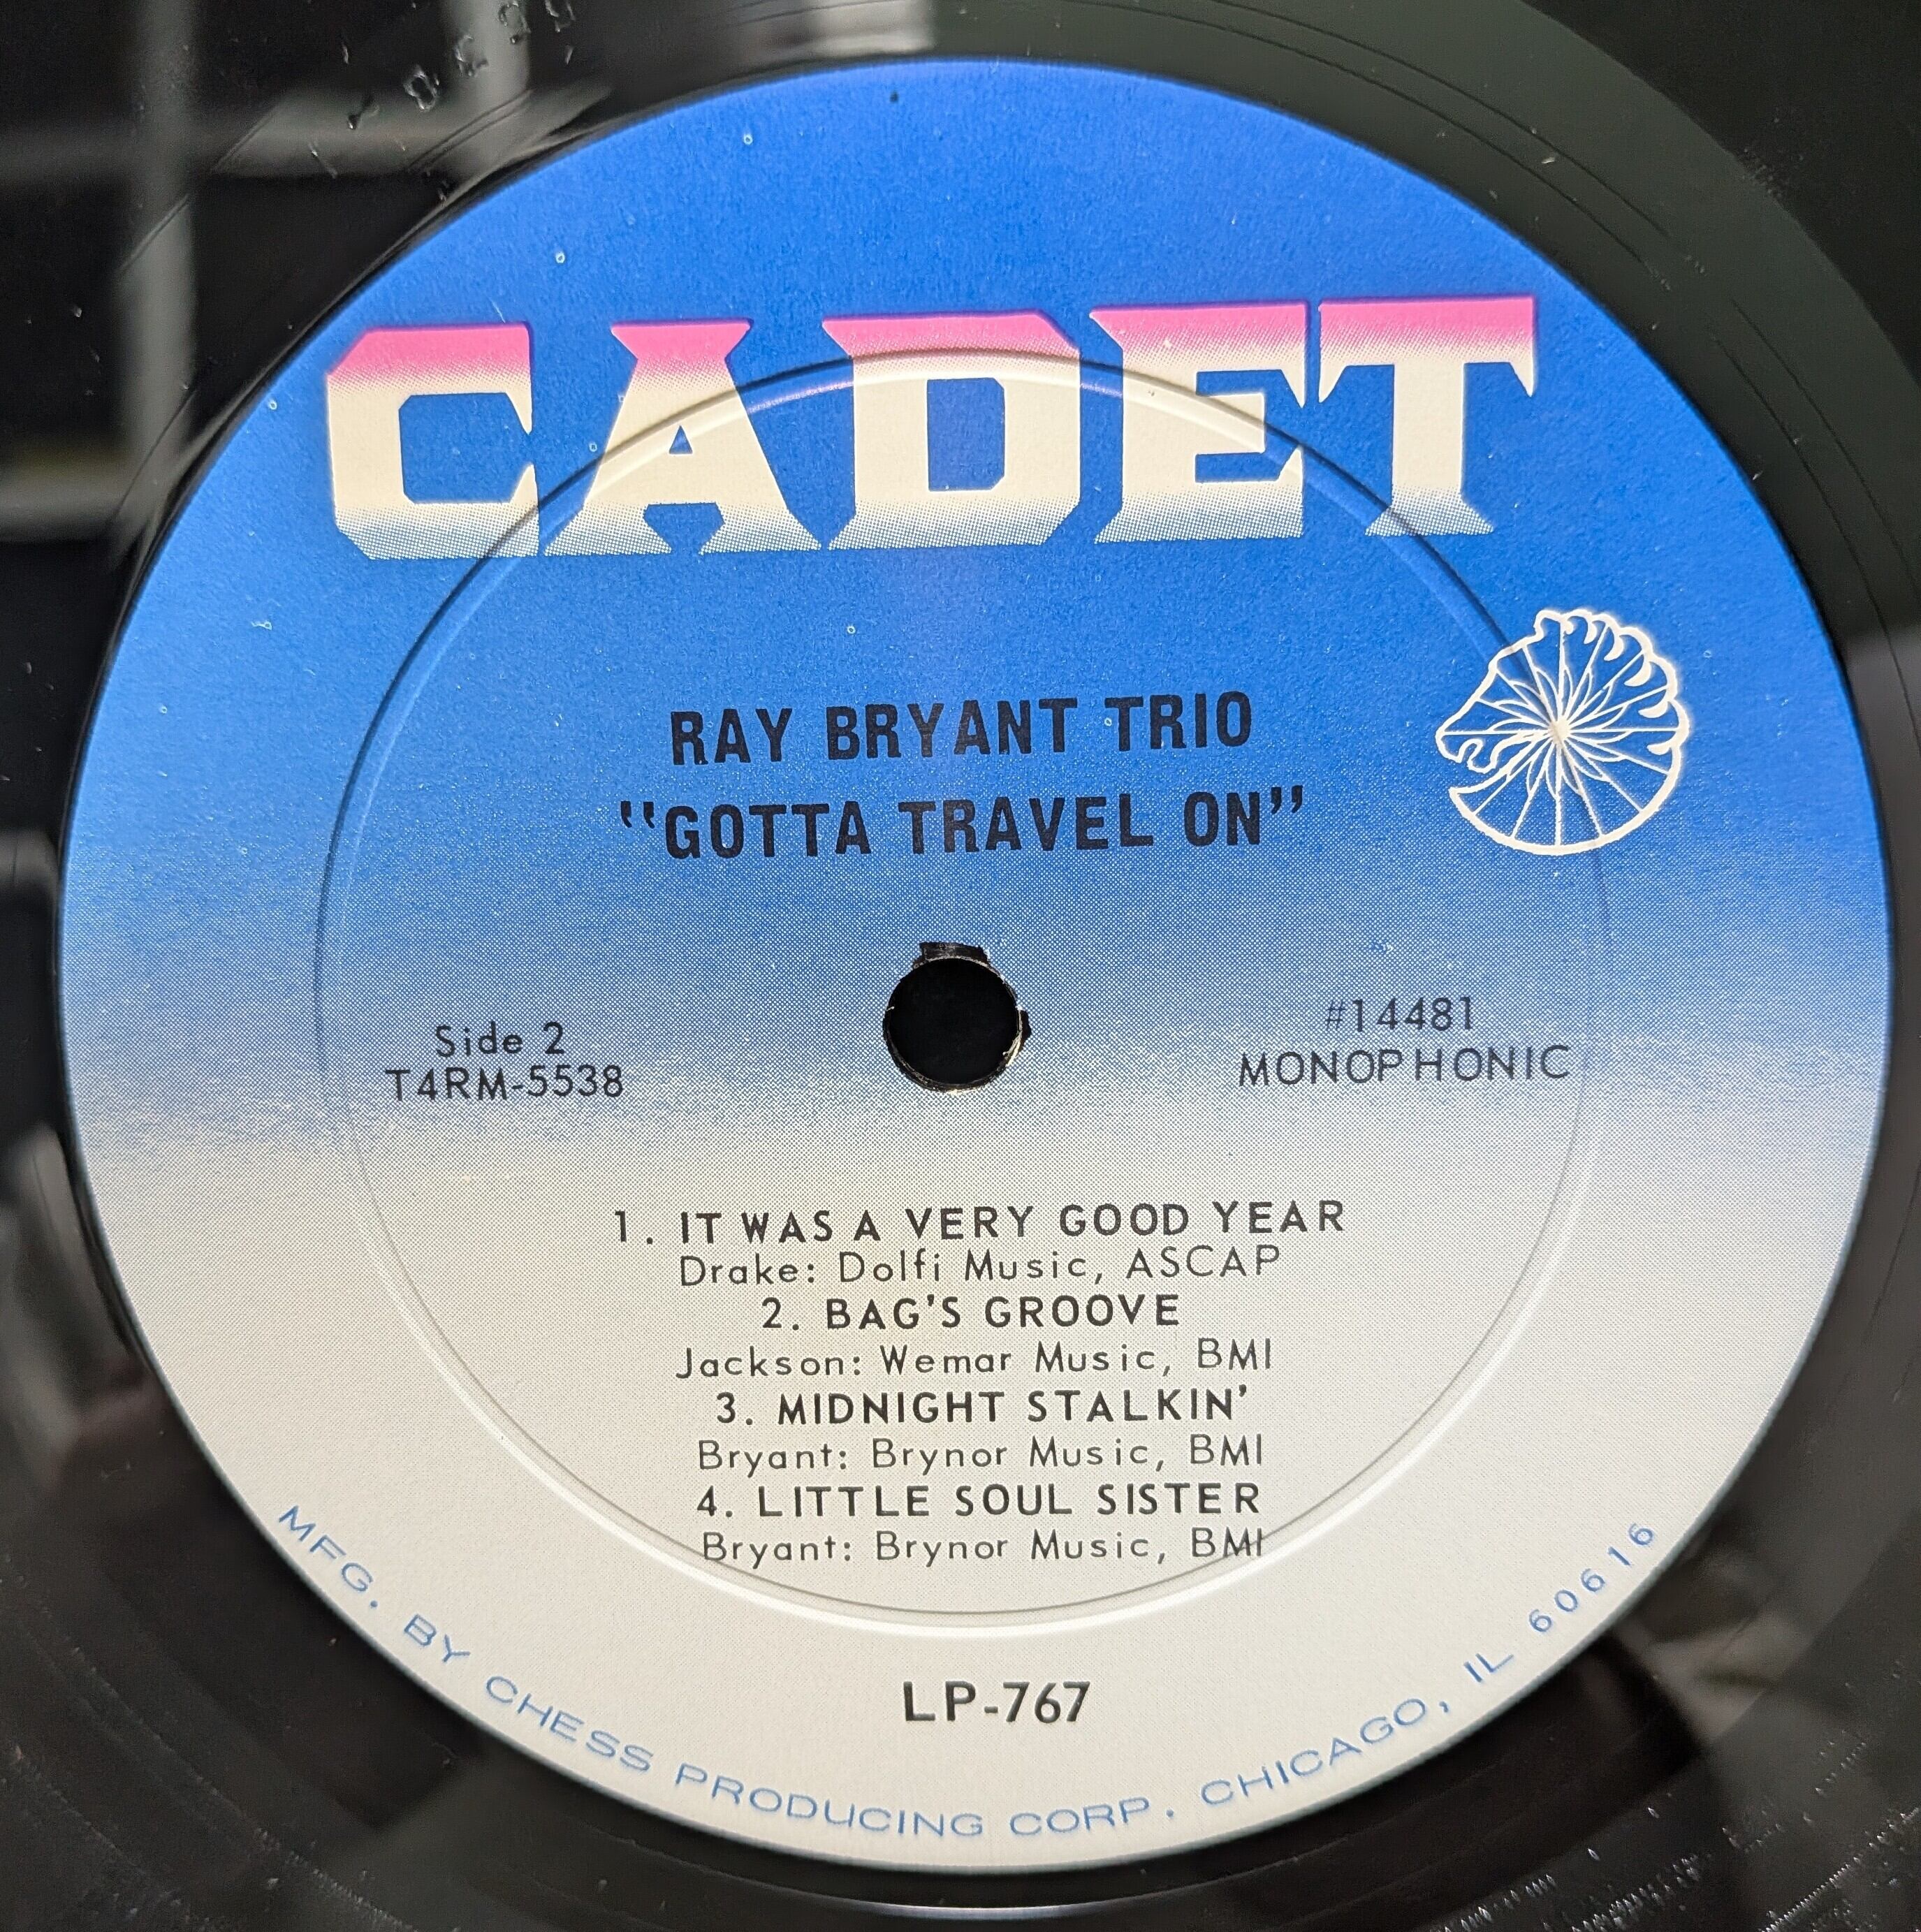 CADET
RAY BRYANT TRIO
"GOTTA TRAVEL ON"
Side 2
T4RM-5538
#14481
MONOPHONIC
1. IT WAS A VERY GOOD YEAR
Drake: Dolfi Music, ASCAP
2. BAG'S GROOVE
Jackson: Wemar Music, BMI
3. MIDNIGHT STALKIN'
Bryant: Brynor Music, BMI
4. LITTLE SOUL SISTER
Bryant: Brynor Music, BMI
LP-767
MFG. BY CHESS PRODUCING CORP. CHICAGO, IL 60616